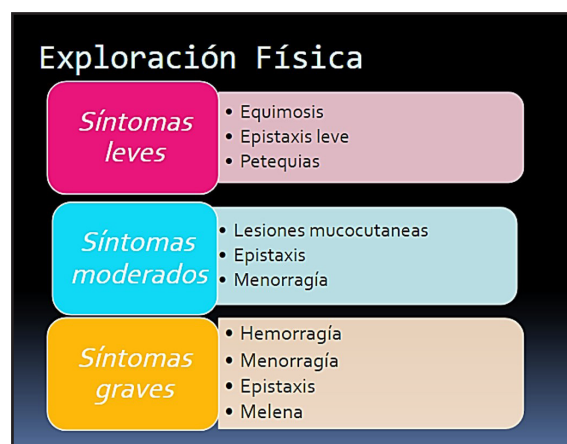 Exploración Física
Síntomas
leves
• Equimosis
• Epistaxis leve
• Petequias
Síntomas
moderados
• Lesiones mucocutaneas
• Epistaxis
• Menorragía
Síntomas
graves
• Hemorragía
• Menorragía
• Epistaxis
• Melena